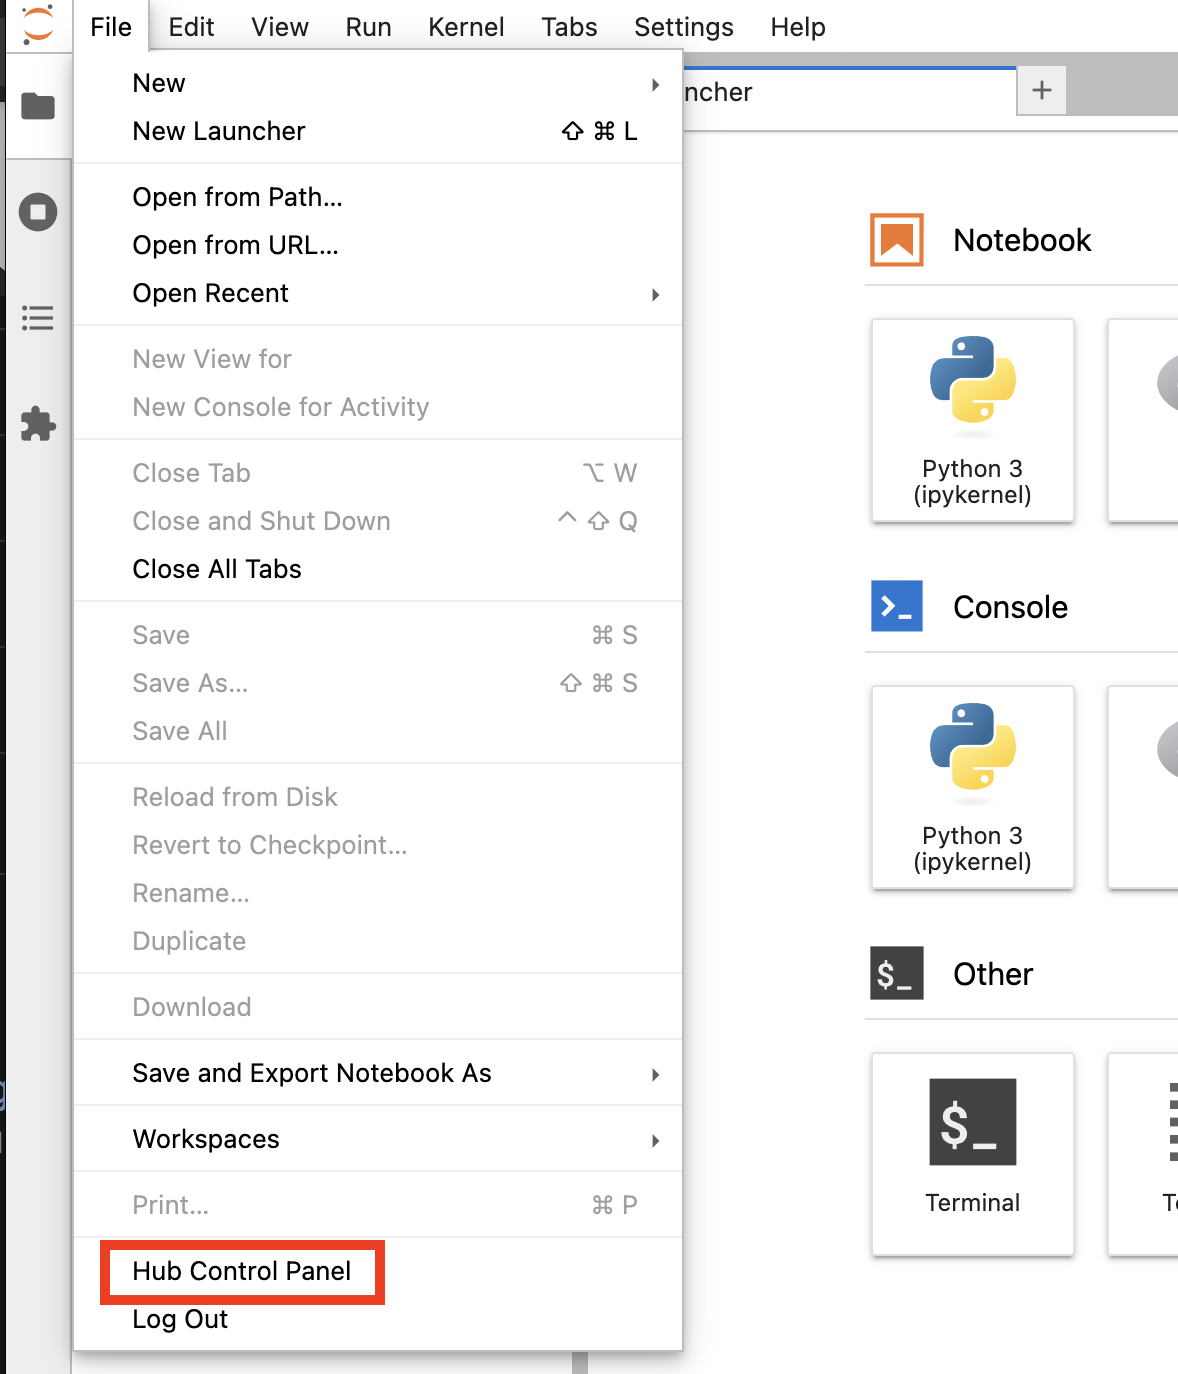 File Edit View Run Kernel Tabs Settings Help
New
New Launcher ⇧ ⌘ L
Open from Path...
Open from URL...
Open Recent
New View for
New Console for Activity
Close Tab ⌥ W
Close and Shut Down ^ ⇧ Q
Close All Tabs
Save ⌘ S
Save As... ⇧ ⌘ S
Save All
Reload from Disk
Revert to Checkpoint...
Rename...
Duplicate
Download
Save and Export Notebook As
Workspaces
Print... ⌘ P
Hub Control Panel
Log Out
ncher +
Notebook
Python 3
(ipykernel)
Console
Python 3
(ipykernel)
$_ Other
$_
Terminal